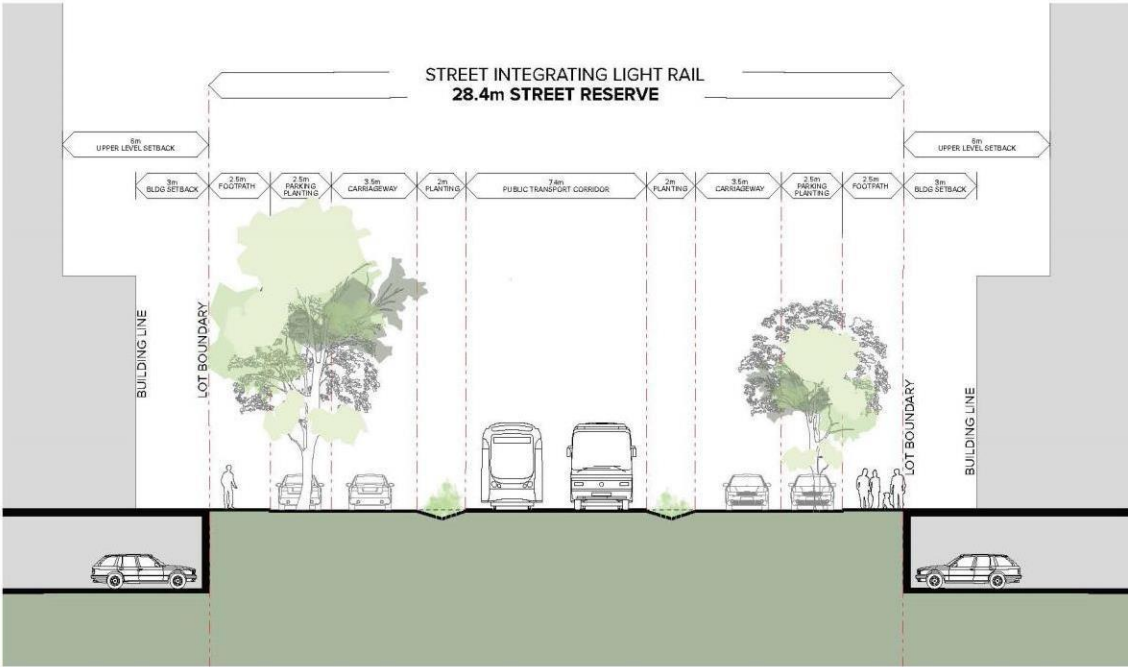 STREET INTEGRATING LIGHT RAIL
28.4m STREET RESERVE
6m
UPPER LEVEL SETBACK
6m
UPPER LEVEL SETBACK
3m
BLDG SETBACK
2.5m
FOOTPATH
2.5m
PARKING
PLANTING
3.5m
CARRIAGEWAY
2m
PLANTING
7.4m
PUBLIC TRANSPORT CORRIDOR
2m
PLANTING
3.5m
CARRIAGEWAY
2.5m
PARKING
PLANTING
2.5m
FOOTPATH
3m
BLDG SETBACK
BUILDING LINE
LOT BOUNDARY
LOT BOUNDARY
BUILDING LINE